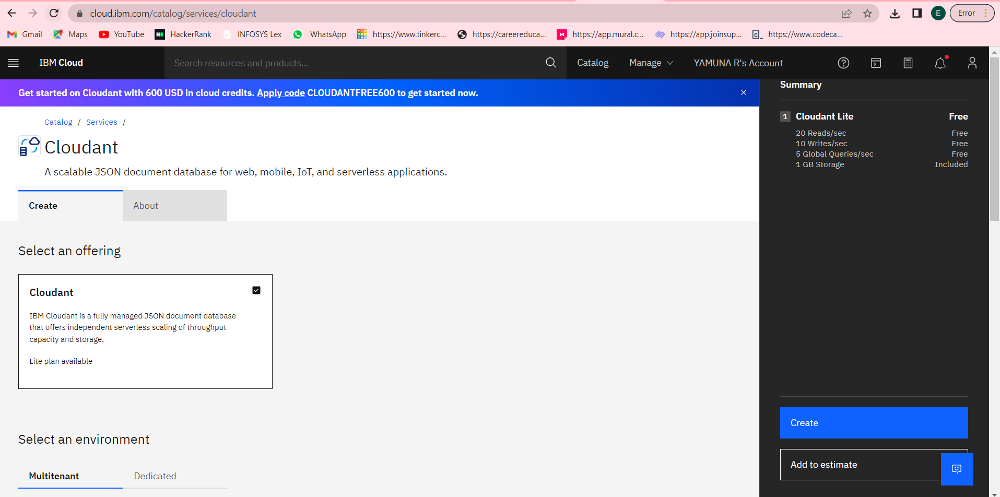 cloud.ibm.com/catalog/services/cloudant
E
Error
Gmail
Maps
YouTube
HackerRank
INFOSYS Lex
WhatsApp
https://www.tinkerc...
https://careereduca...
https://app.mural.c...
https://app.joinsup...
https://www.codeca...
IBM Cloud
Search resources and products...
Catalog
Manage
YAMUNA R's Account
Get started on Cloudant with 600 USD in cloud credits. Apply code CLOUDANTFREE600 to get started now.
Catalog / Services /
Cloudant
A scalable JSON document database for web, mobile, IoT, and serverless applications.
Create
About
Select an offering
Cloudant
IBM Cloudant is a fully managed JSON document database
that offers independent serverless scaling of throughput
capacity and storage.
Lite plan available
Select an environment
Multitenant
Dedicated
Summary
1 Cloudant Lite Free
20 Reads/sec Free
10 Writes/sec Free
5 Global Queries/sec Free
1 GB Storage Included
Create
Add to estimate